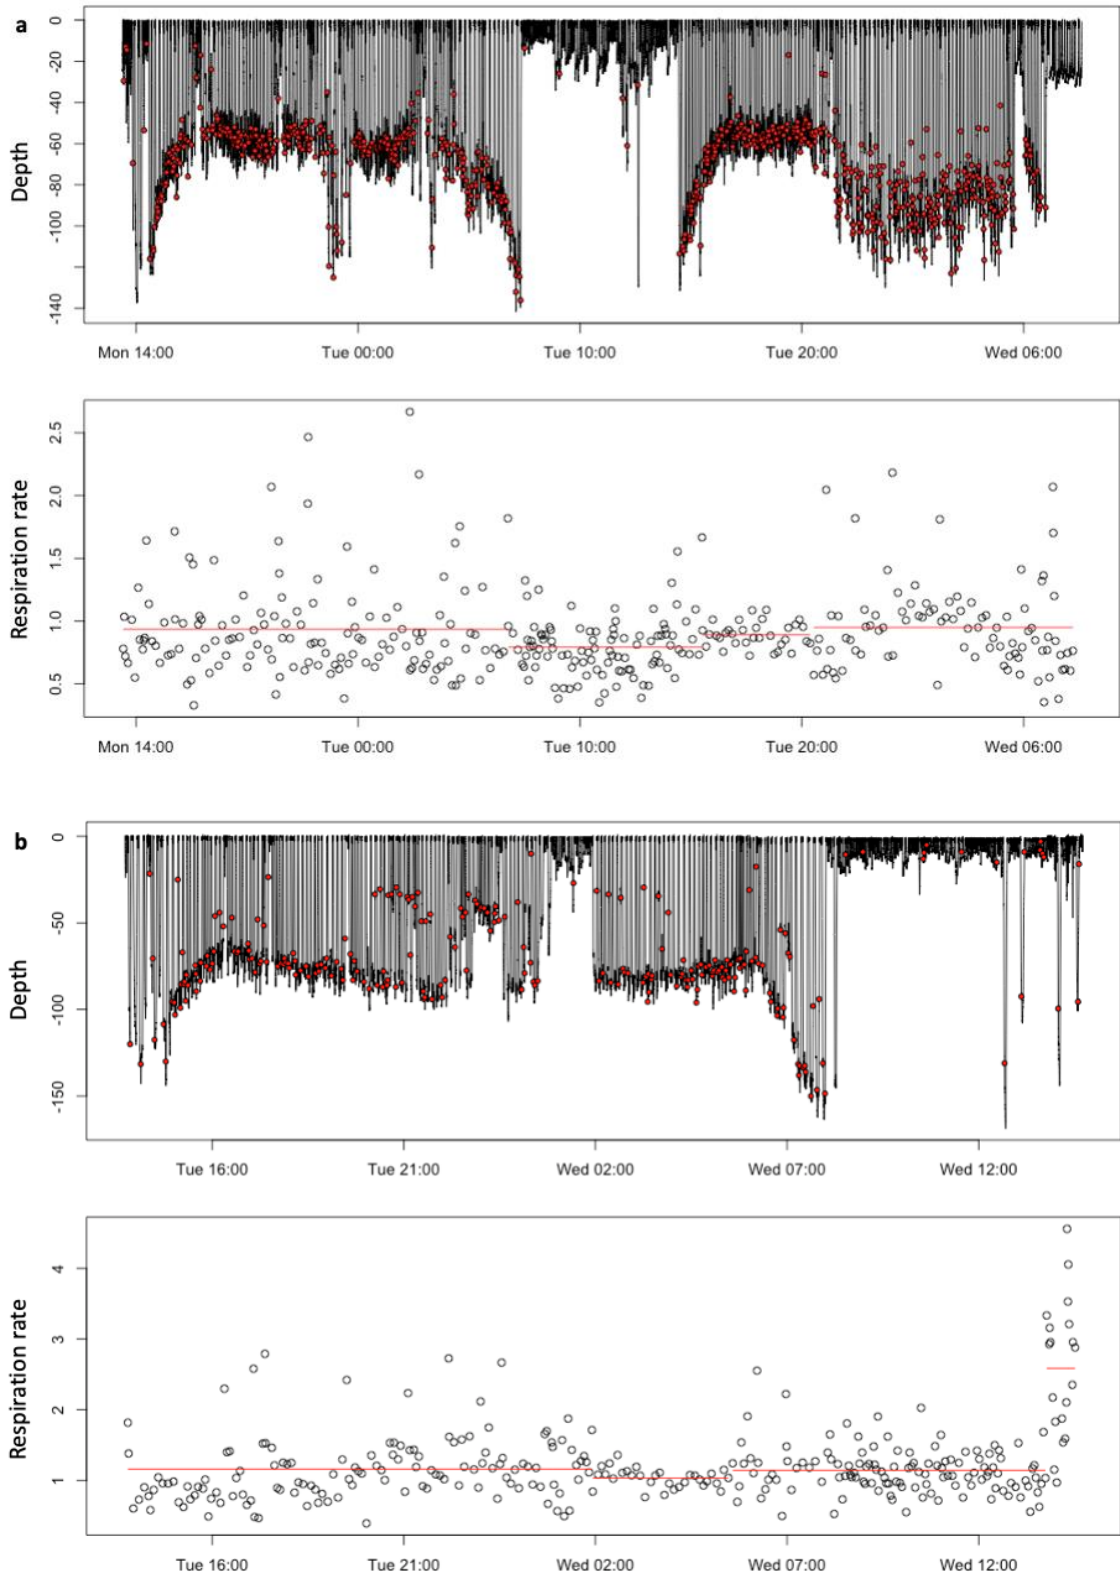 a
Depth
0
-20
-40
-60
-80
-100
-140
Mon 14:00 Tue 00:00 Tue 10:00 Tue 20:00 Wed 06:00
Respiration rate
2.5
2.0
1.5
1.0
0.5
Mon 14:00 Tue 00:00 Tue 10:00 Tue 20:00 Wed 06:00
b
Depth
0
-50
-100
-150
Tue 16:00 Tue 21:00 Wed 02:00 Wed 07:00 Wed 12:00
Respiration rate
4
3
2
1
Tue 16:00 Tue 21:00 Wed 02:00 Wed 07:00 Wed 12:00